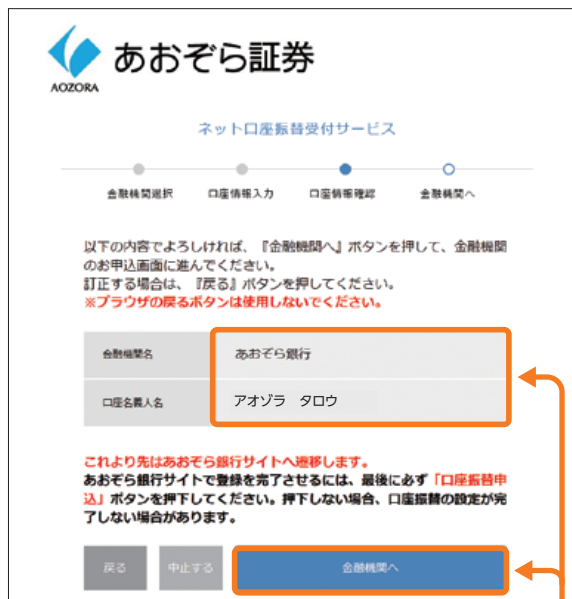 あおぞら証券
AOZORA
ネット口座振替受付サービス
金融機関選択 口座情報入力 口座情報確認 金融機関へ
以下の内容でよろしければ、『金融機関へ』ボタンを押して、金融機関
のお申込画面に進んでください。
訂正する場合は、『戻る』ボタンを押してください。
※ブラウザの戻るボタンは使用しないでください。
金融機関名 あおぞら銀行
口座名義人名 アオゾラ タロウ
これより先はあおぞら銀行サイトへ遷移します。
あおぞら銀行サイトで登録を完了させるには、最後に必ず「口座振替申
込」ボタンを押下してください。押下しない場合、口座振替の設定が完
了しない場合があります。
戻る 中止する 金融機関へ